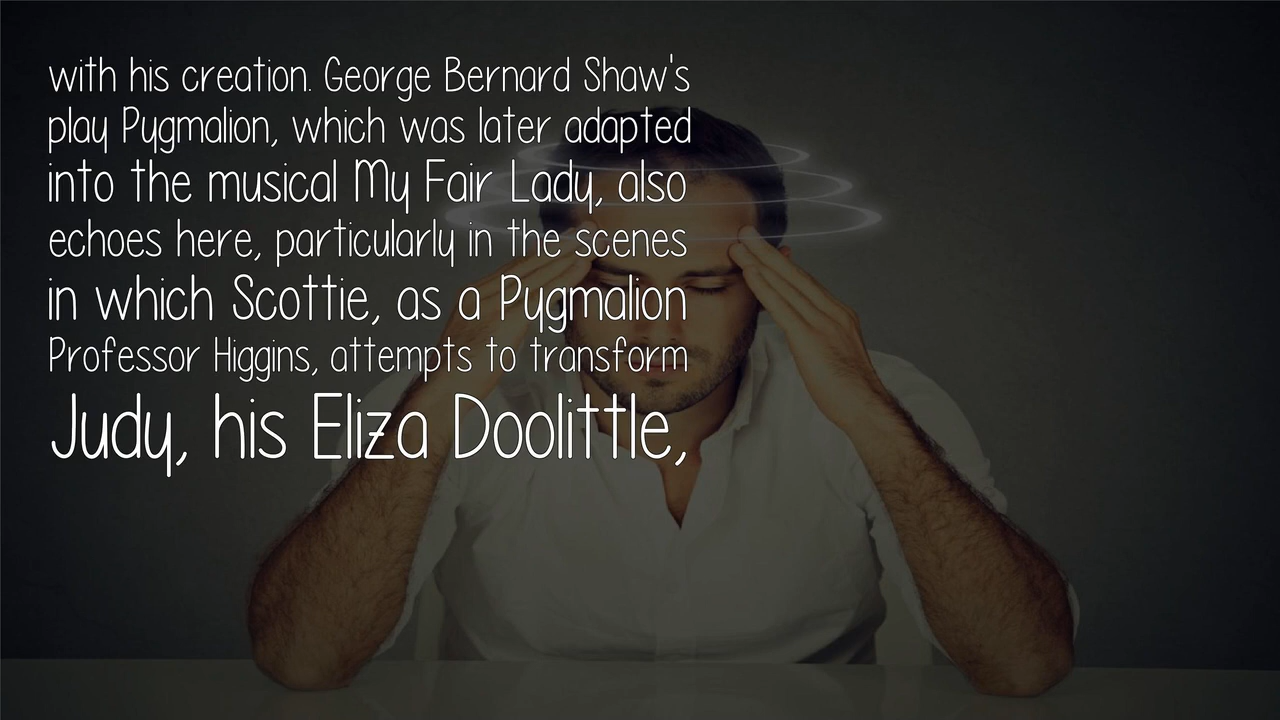 with his creation. George Bernard Shaw's
play Pygmalion, which was later adapted
into the musical My Fair Lady, also
echoes here, particularly in the scenes
in which Scottie, as a Pygmalion
Professor Higgins, attempts to transform
Judy, his Eliza Doolittle,